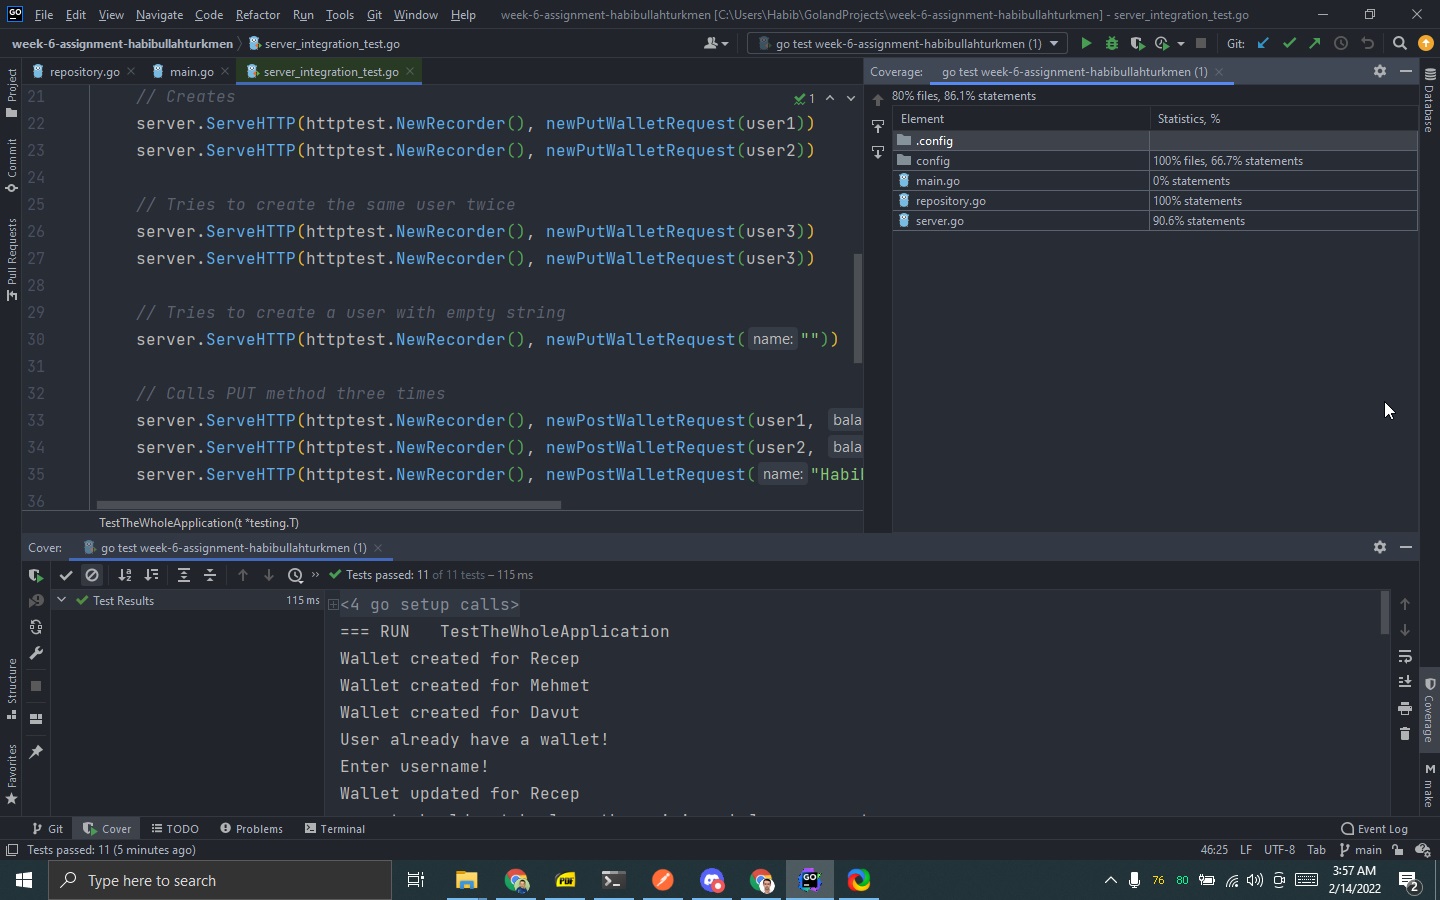 GO File Edit View Navigate Code Refactor Run Tools Git Window Help week-6-assignment-habibullahturkmen [C:\Users\Habib\GolandProjects\week-6-assignment-habibullahturkmen] - server_integration_test.go
week-6-assignment-habibullahturkmen server_integration_test.go go test week-6-assignment-habibullahturkmen (1) Git:
repository.go main.go server_integration_test.go
Coverage: go test week-6-assignment-habibullahturkmen (1)
80% files, 86.1% statements
Element Statistics, %
.config
config 100% files, 66.7% statements
main.go 0% statements
repository.go 100% statements
server.go 90.6% statements
1
21 // Creates
22 server.ServeHTTP(httptest.NewRecorder(), newPutWalletRequest(user1))
23 server.ServeHTTP(httptest.NewRecorder(), newPutWalletRequest(user2))
24
25 // Tries to create the same user twice
26 server.ServeHTTP(httptest.NewRecorder(), newPutWalletRequest(user3))
27 server.ServeHTTP(httptest.NewRecorder(), newPutWalletRequest(user3))
28
29 // Tries to create a user with empty string
30 server.ServeHTTP(httptest.NewRecorder(), newPutWalletRequest( name: ""))
31
32 // Calls PUT method three times
33 server.ServeHTTP(httptest.NewRecorder(), newPostWalletRequest(user1, bala
34 server.ServeHTTP(httptest.NewRecorder(), newPostWalletRequest(user2, bala
35 server.ServeHTTP(httptest.NewRecorder(), newPostWalletRequest( name: "Habib
36
TestTheWholeApplication(t *testing.T)
Project
Commit
Pull Requests
Structure
Favorites
Database
Coverage
M make
Cover: go test week-6-assignment-habibullahturkmen (1)
Tests passed: 11 of 11 tests – 115 ms
Test Results 115 ms
<4 go setup calls>
=== RUN TestTheWholeApplication
Wallet created for Recep
Wallet created for Mehmet
Wallet created for Davut
User already have a wallet!
Enter username!
Wallet updated for Recep
Git Cover TODO Problems Terminal Event Log
Tests passed: 11 (5 minutes ago) 46:25 LF UTF-8 Tab main
Type here to search
PDF
GO
76 80
3:57 AM
2/14/2022
2